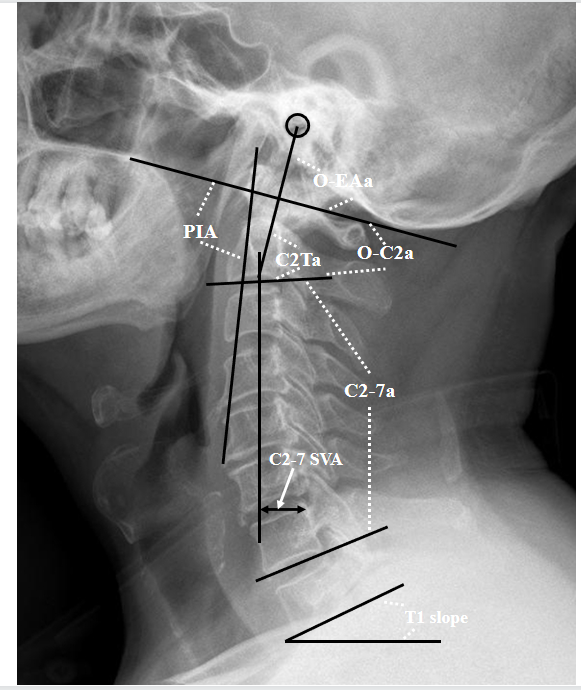 O-EAa
PIA
C2Ta
O-C2a
C2-7a
C2-7 SVA
T1 slope